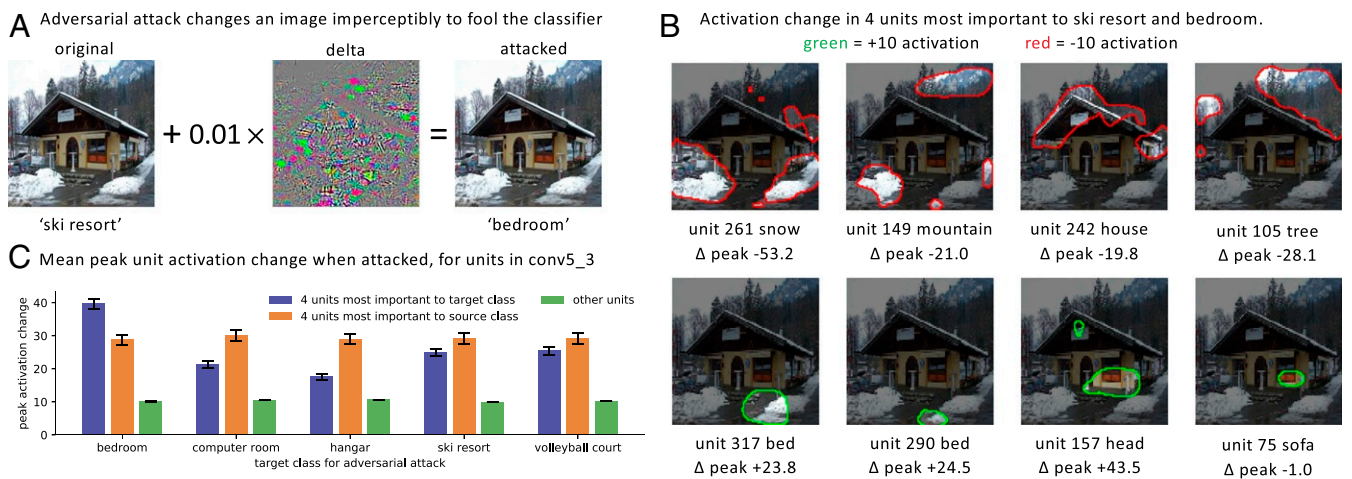 A Adversarial attack changes an image imperceptibly to fool the classifier
original
delta
attacked
+ 0.01 ×
=
'ski resort'
'bedroom'
B Activation change in 4 units most important to ski resort and bedroom.
green = +10 activation red = -10 activation
unit 261 snow
Δ peak -53.2
unit 149 mountain
Δ peak -21.0
unit 242 house
Δ peak -19.8
unit 105 tree
Δ peak -28.1
unit 317 bed
Δ peak +23.8
unit 290 bed
Δ peak +24.5
unit 157 head
Δ peak +43.5
unit 75 sofa
Δ peak -1.0
C Mean peak unit activation change when attacked, for units in conv5_3
4 units most important to target class
4 units most important to source class
other units
peak activation change
40
30
20
10
0
bedroom
computer room
hangar
ski resort
volleyball court
target class for adversarial attack